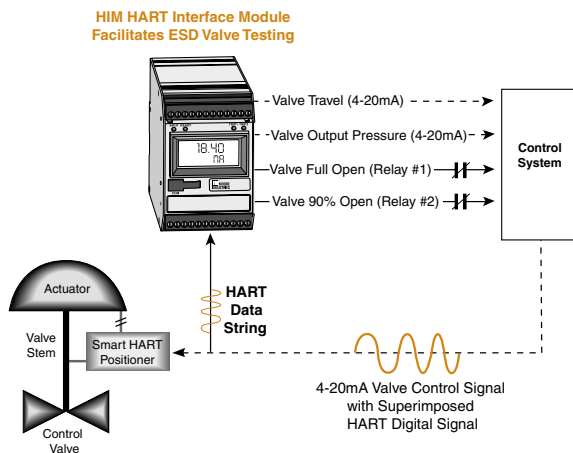 HIM HART Interface Module
Facilitates ESD Valve Testing
Valve Travel (4-20mA)
Valve Output Pressure (4-20mA)
18.40
MA
Valve Full Open (Relay #1)
Valve 90% Open (Relay #2)
Control
System
MOORE
INDUSTRIES
Actuator
HART
Data
String
Valve
Stem
Smart HART
Positioner
Control
Valve
4-20mA Valve Control Signal
with Superimposed
HART Digital Signal